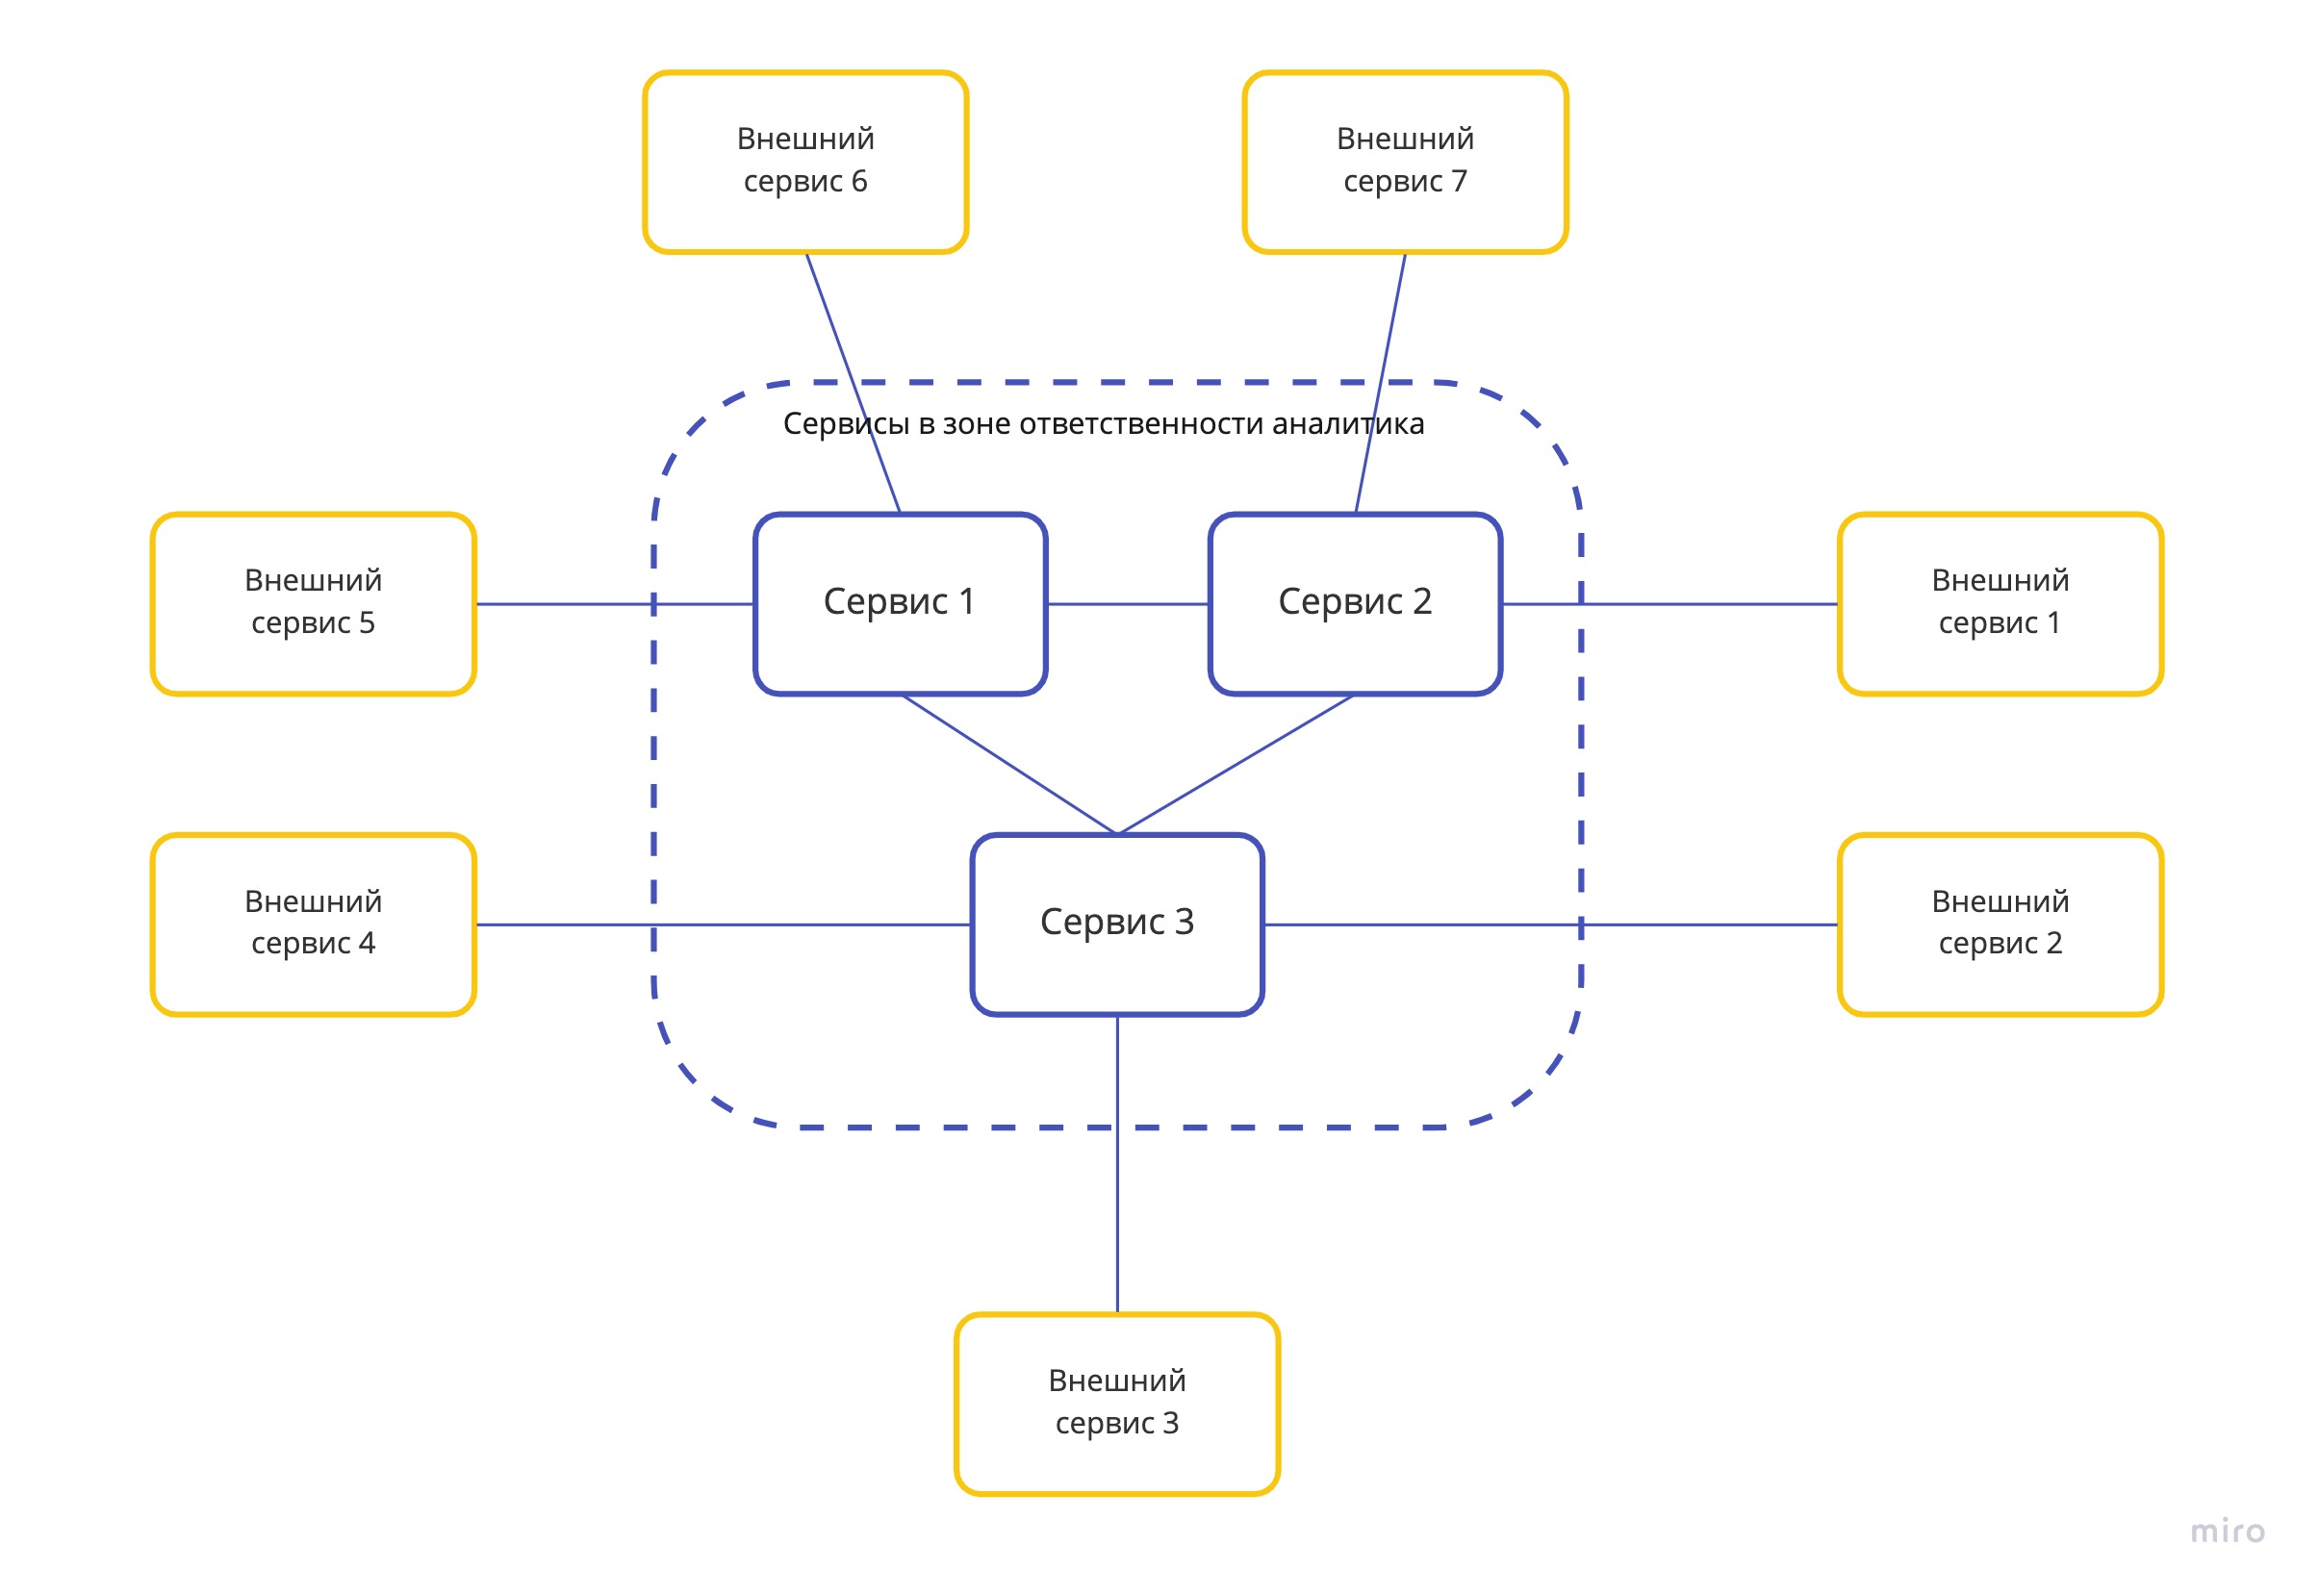 Внешний
сервис 6
Внешний
сервис 7
Сервисы в зоне ответственности аналитика
Внешний
сервис 5
Сервис 1
Сервис 2
Внешний
сервис 1
Внешний
сервис 4
Сервис 3
Внешний
сервис 2
Внешний
сервис 3
miro